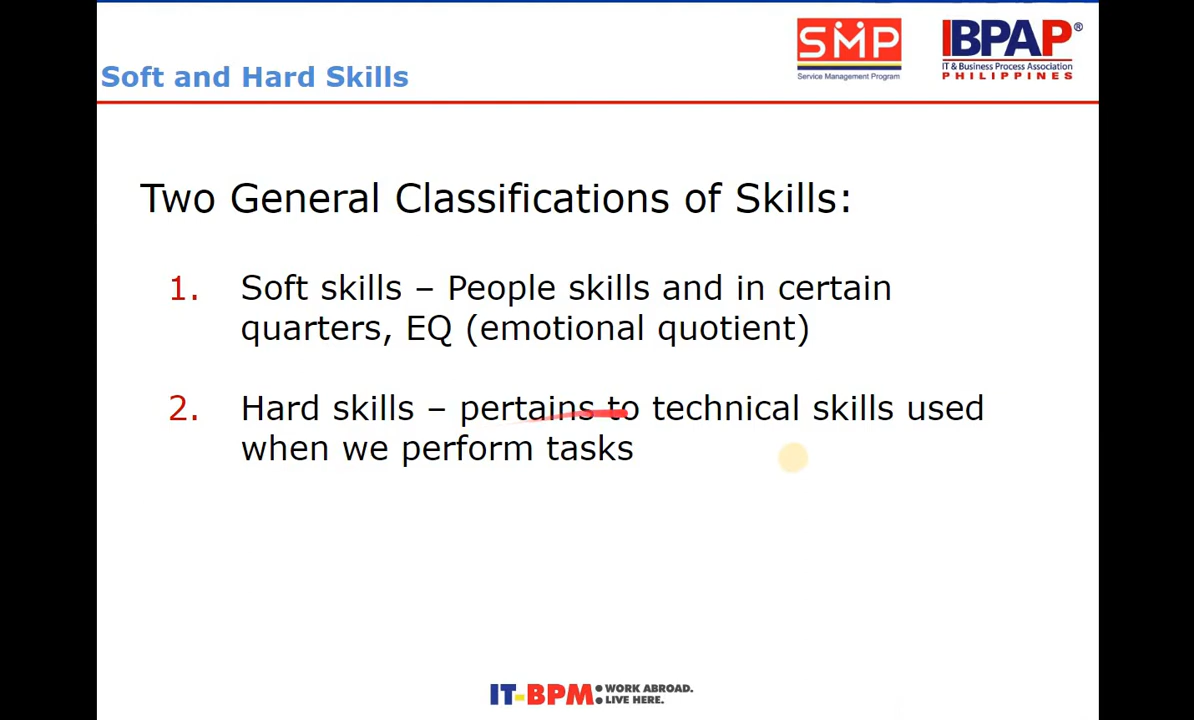 SMP
Service Management Program
IBPAP®
IT & Business Process Association
PHILIPPINES
Soft and Hard Skills
Two General Classifications of Skills:
1. Soft skills – People skills and in certain
quarters, EQ (emotional quotient)
2. Hard skills – pertains to technical skills used
when we perform tasks
IT-BPM: WORK ABROAD.
LIVE HERE.